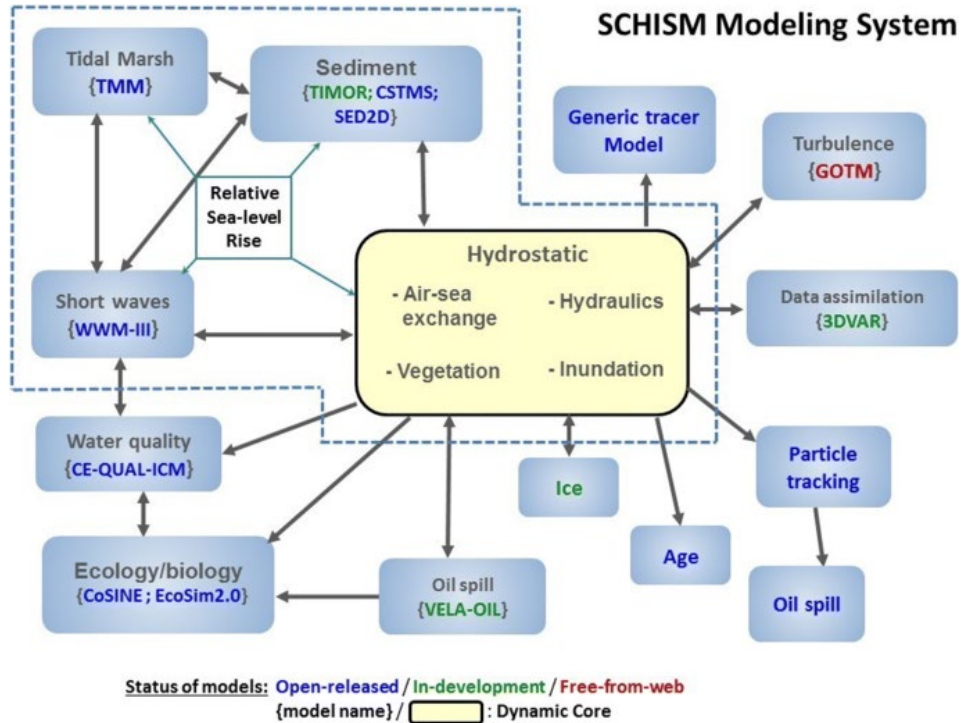 SCHISM Modeling System
Tidal Marsh
{TMM}
Sediment
{TIMOR; CSTMS;
SED2D}
Generic tracer
Model
Turbulence
{GOTM}
Relative
Sea-level
Rise
Hydrostatic
- Air-sea
exchange
- Hydraulics
- Vegetation
- Inundation
Short waves
{WWM-III}
Data assimilation
{3DVAR}
Water quality
{CE-QUAL-ICM}
Particle
tracking
Ice
Age
Ecology/biology
{CoSINE ; EcoSim2.0}
Oil spill
{VELA-OIL}
Oil spill
Status of models: Open-released / In-development / Free-from-web
{model name} / : Dynamic Core